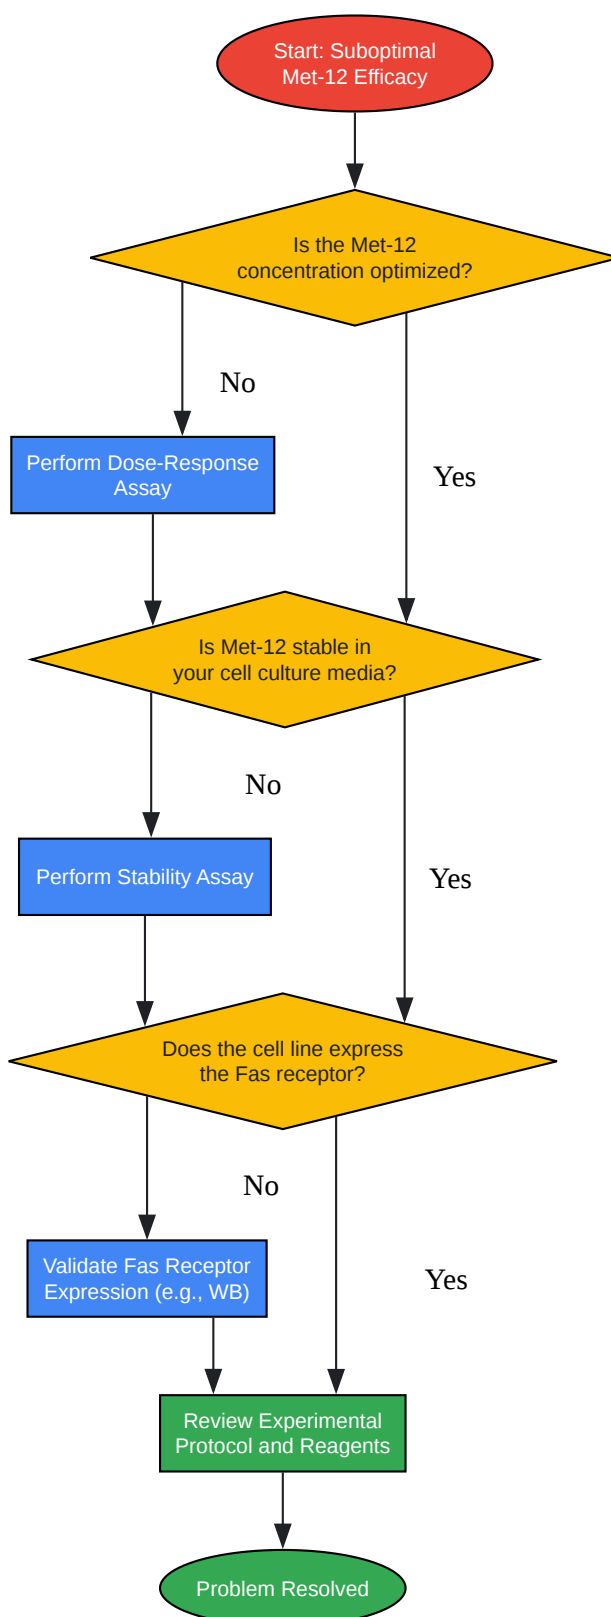 Start: Suboptimal
Met-12 Efficacy
Is the Met-12
concentration optimized?
No
Perform Dose-Response
Assay
Yes
Is Met-12 stable in
your cell culture media?
No
Perform Stability Assay
Yes
Does the cell line express
the Fas receptor?
No
Validate Fas Receptor
Expression (e.g., WB)
Yes
Review Experimental
Protocol and Reagents
Problem Resolved